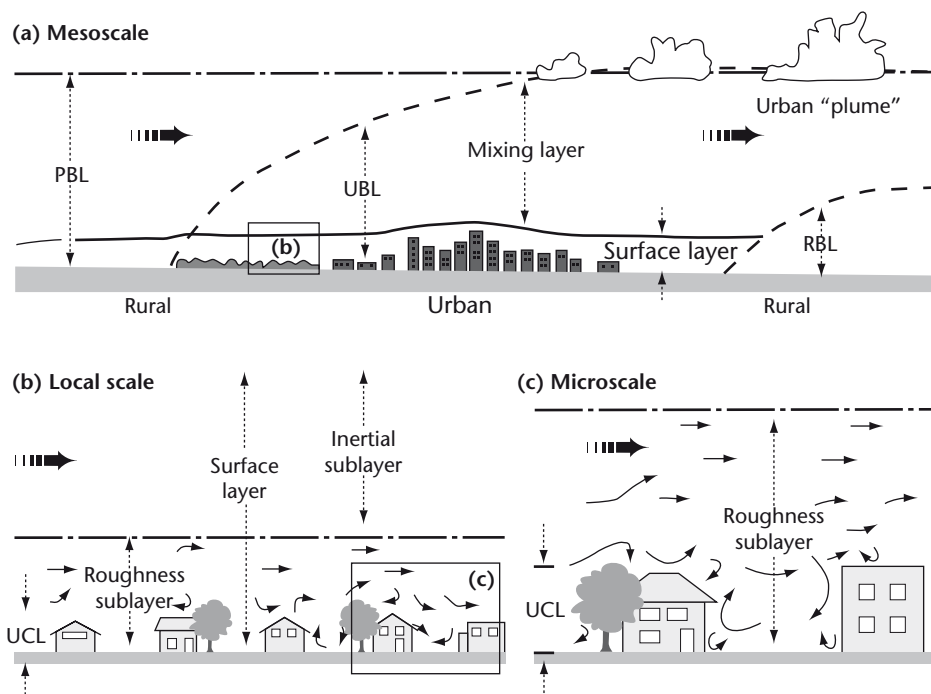 (a) Mesoscale
Urban “plume”
Mixing layer
PBL
UBL
(b)
Surface layer
RBL
Rural
Urban
Rural
(b) Local scale
Inertial
sublayer
Surface
layer
Roughness
sublayer
(c)
UCL
(c) Microscale
Roughness
sublayer
UCL